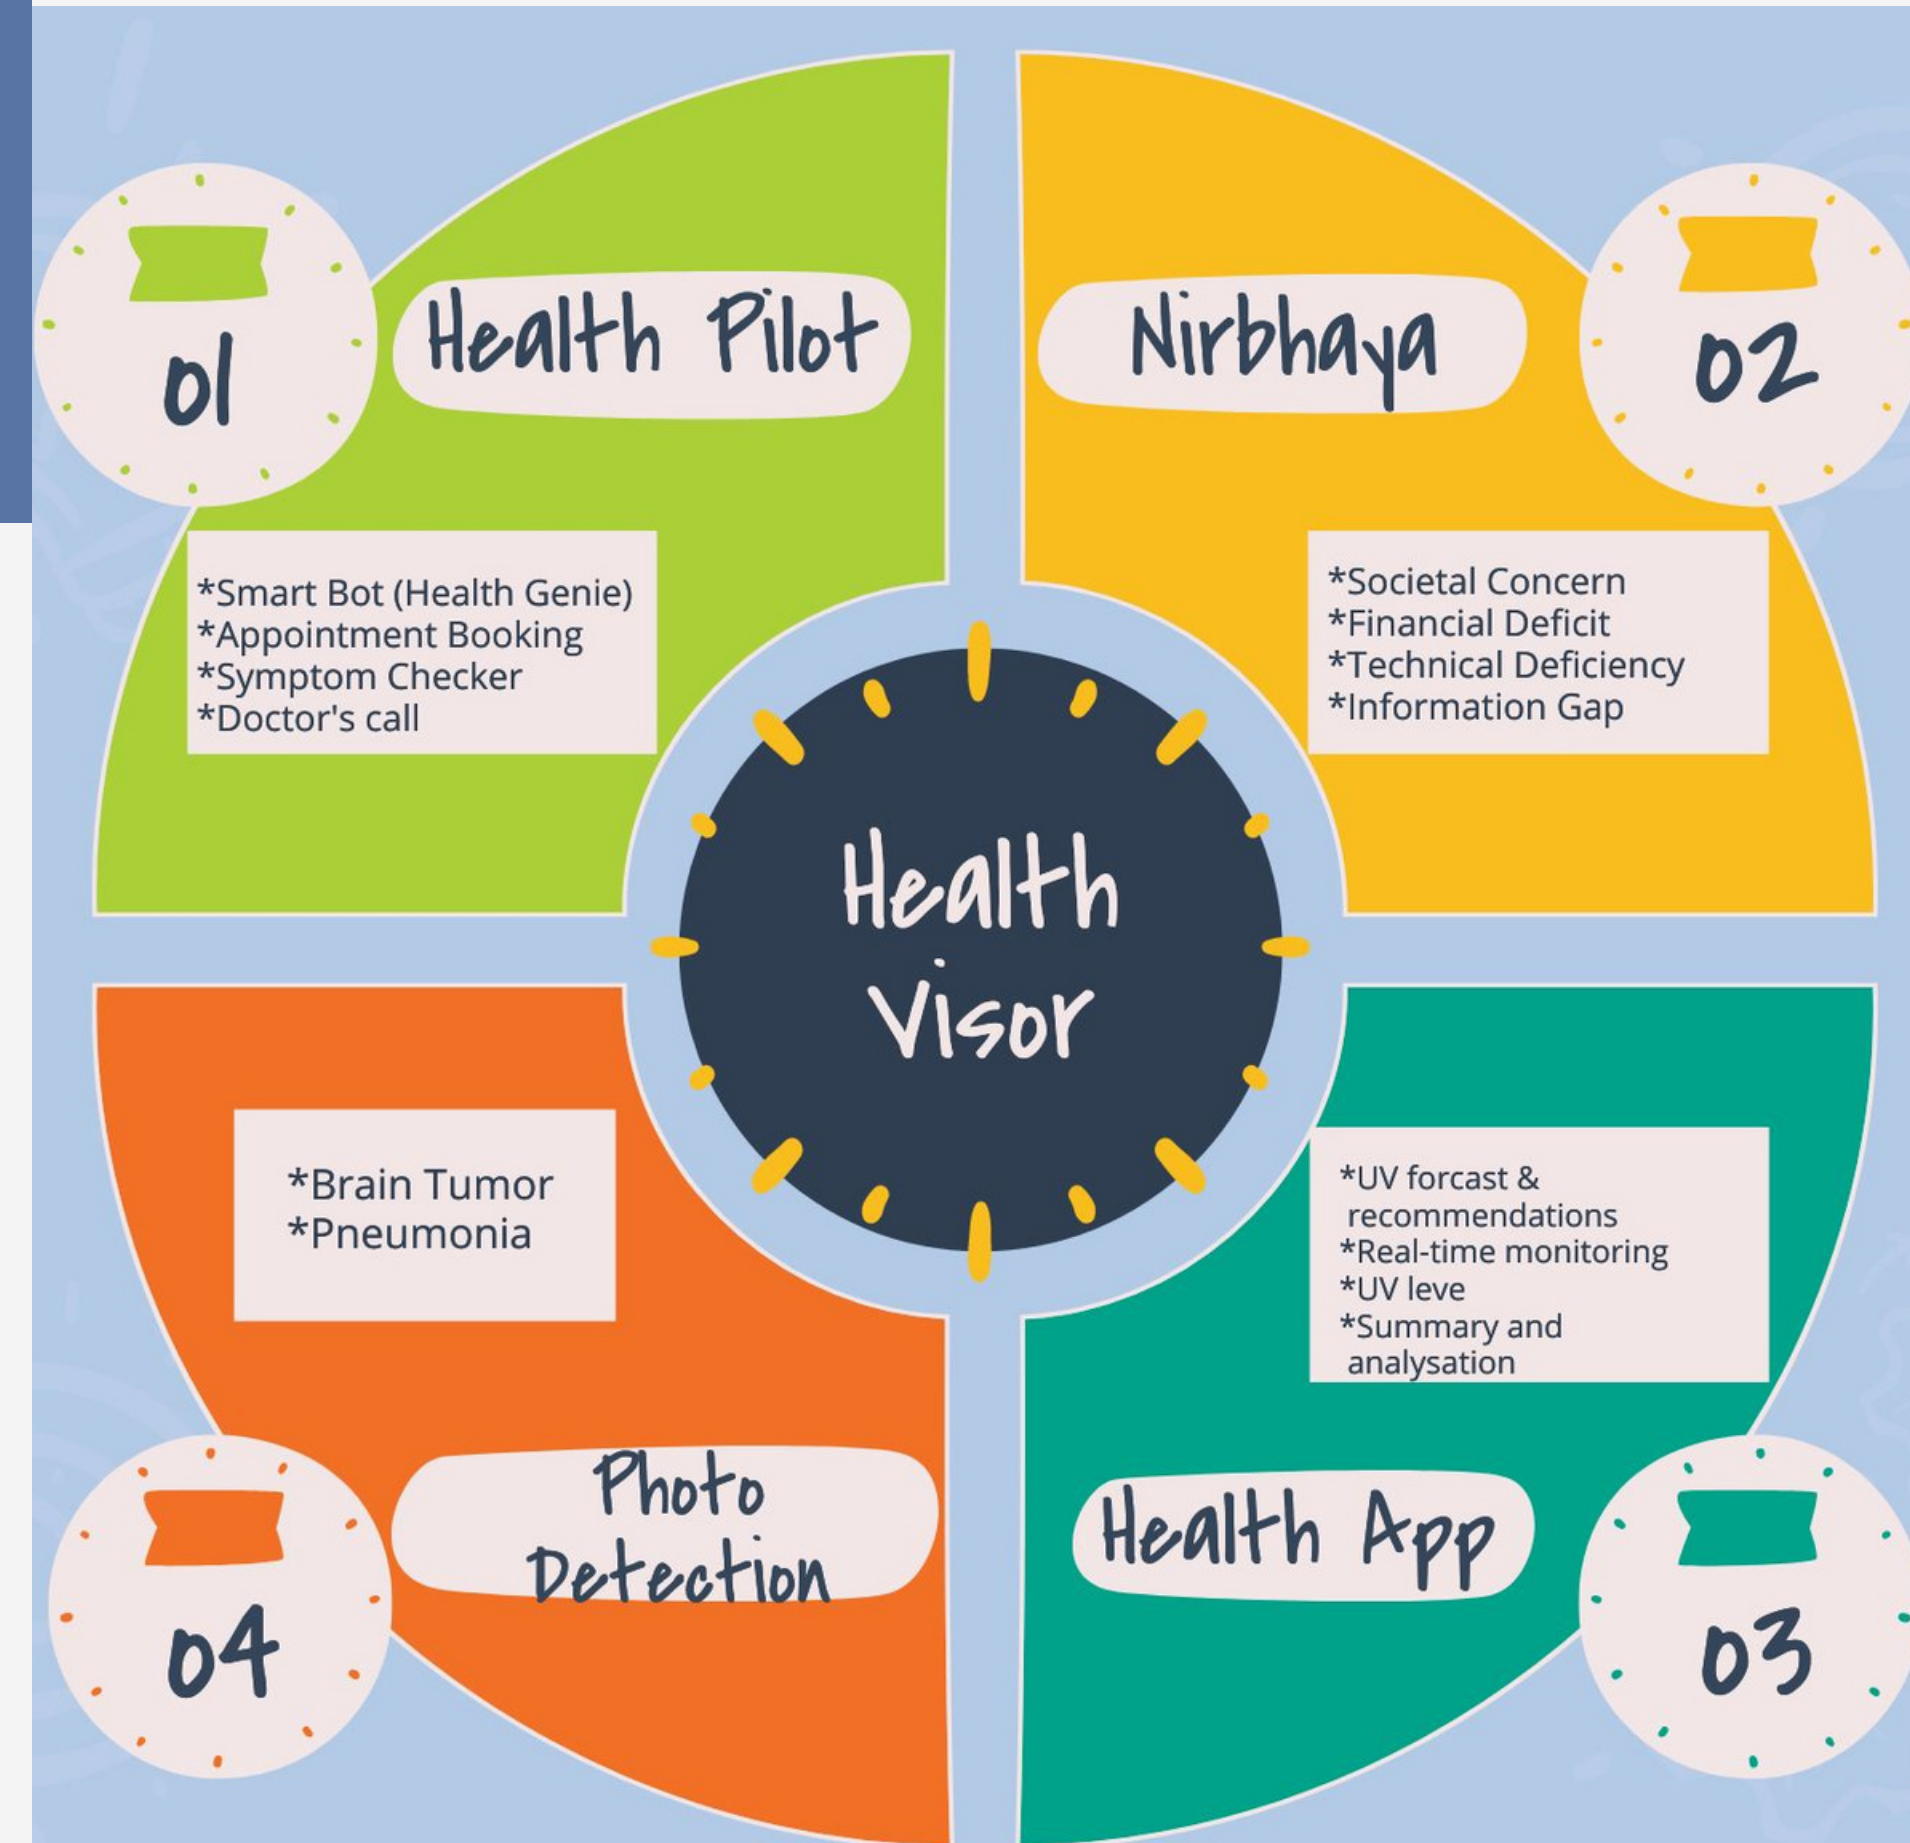 01
Health Pilot
*Smart Bot (Health Genie)
*Appointment Booking
*Symptom Checker
*Doctor's call
Nirbhaya
02
*Societal Concern
*Financial Deficit
*Technical Deficiency
*Information Gap
Health
Visor
*Brain Tumor
*Pneumonia
Photo
Detection
04
*UV forcast &
recommendations
*Real-time monitoring
*UV leve
*Summary and
analysation
Health App
03